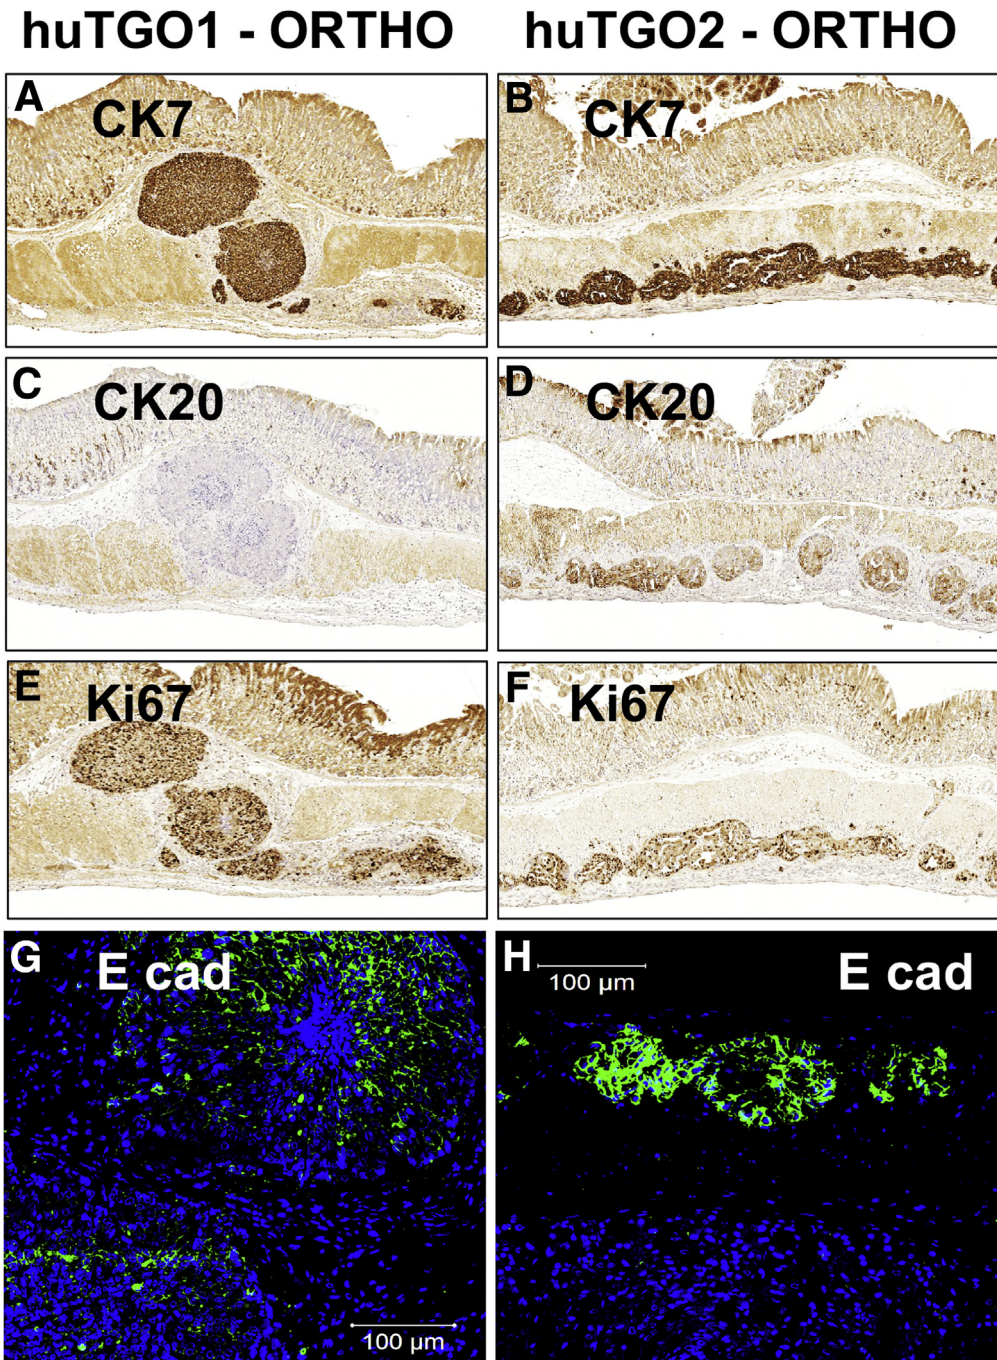 huTGO1 - ORTHO
huTGO2 - ORTHO
A
CK7
B
CK7
C
CK20
D
CK20
E
Ki67
F
Ki67
G
E cad
100 µm
H
100 µm
E cad